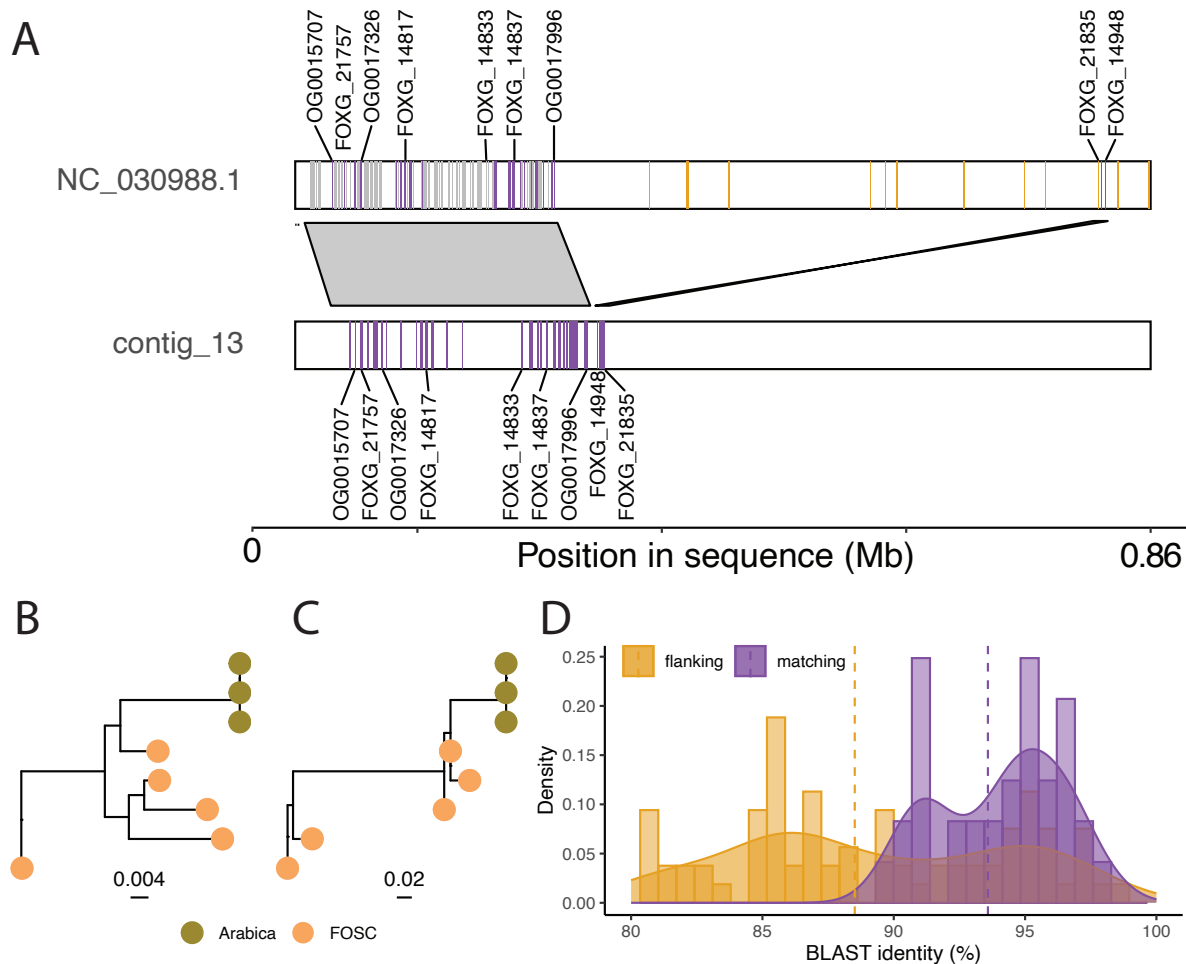 A
OG0015707
FOXG_21757
OG0017326
FOXG_14817
FOXG_14833
FOXG_14837
OG0017996
FOXG_21835
FOXG_14948
NC_030988.1
contig_13
OG0015707
FOXG_21757
OG0017326
FOXG_14817
FOXG_14833
FOXG_14837
OG0017996
FOXG_14948
FOXG_21835
0
Position in sequence (Mb)
0.86
B
0.004
C
0.02
Arabica
FOSC
D
flanking
matching
Density
0.25
0.20
0.15
0.10
0.05
0.00
80
85
90
95
100
BLAST identity (%)